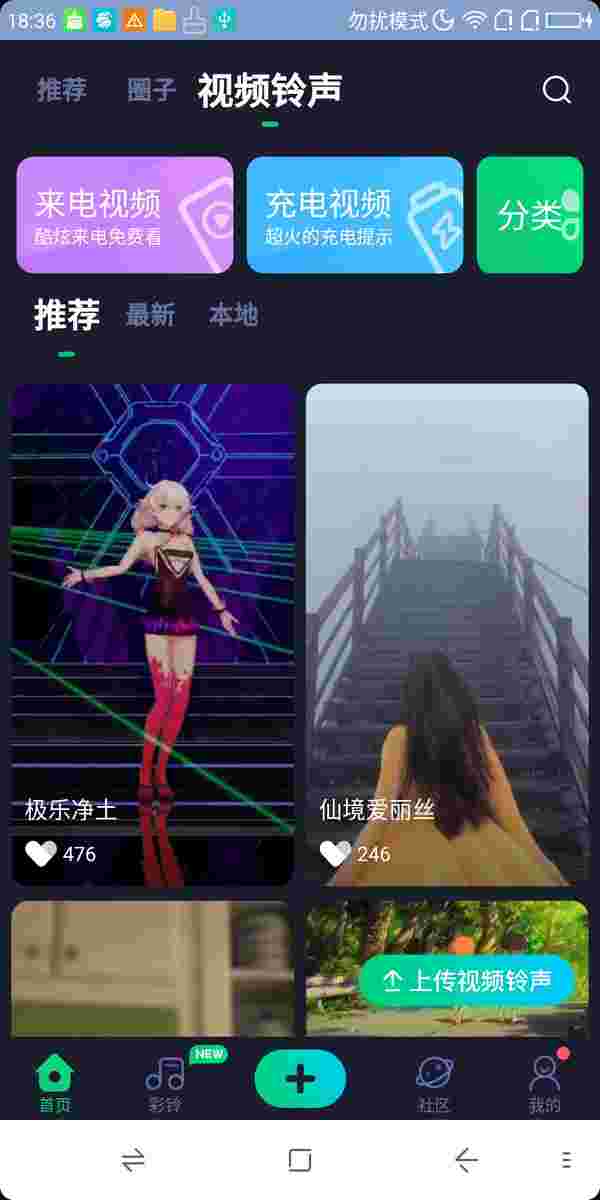 18:36 勿扰模式
推荐 圈子 视频铃声
来电视频 充电视频 分类
酷炫来电免费看 超火的充电提示
推荐 最新 本地
极乐净土 仙境爱丽丝
476 246
上传视频铃声
NEW
首页 彩铃 社区 我的